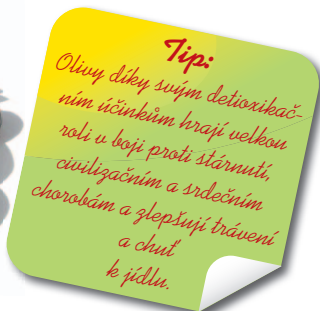 Tip:
Olivy díky svým detioxikač-
ním účinkům hrají velkou
roli v boji proti stárnutí,
civilizačním a srdečním
chorobám a zlepšují trávení
a chuť
k jídlu.